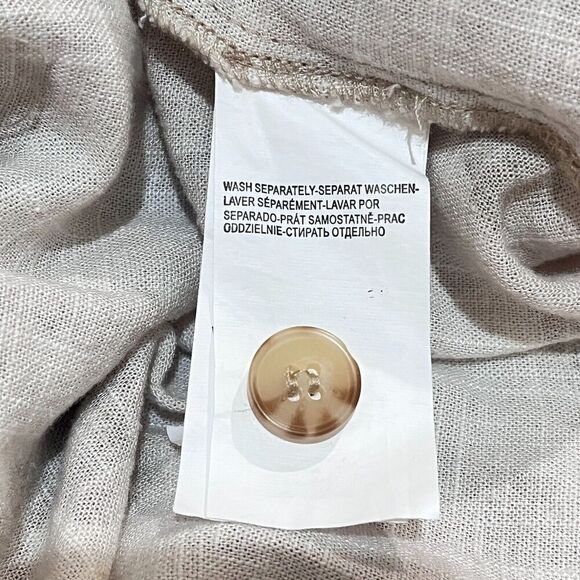 WASH SEPARATELY-SEPARAT WASCHEN-
LAVER SÉPARÉMENT-LAVAR POR
SEPARADO-PRÁT SAMOSTATNĚ-PRAC
ODDZIELNIE-СТИРАТЬ ОТДЕЛЬНО